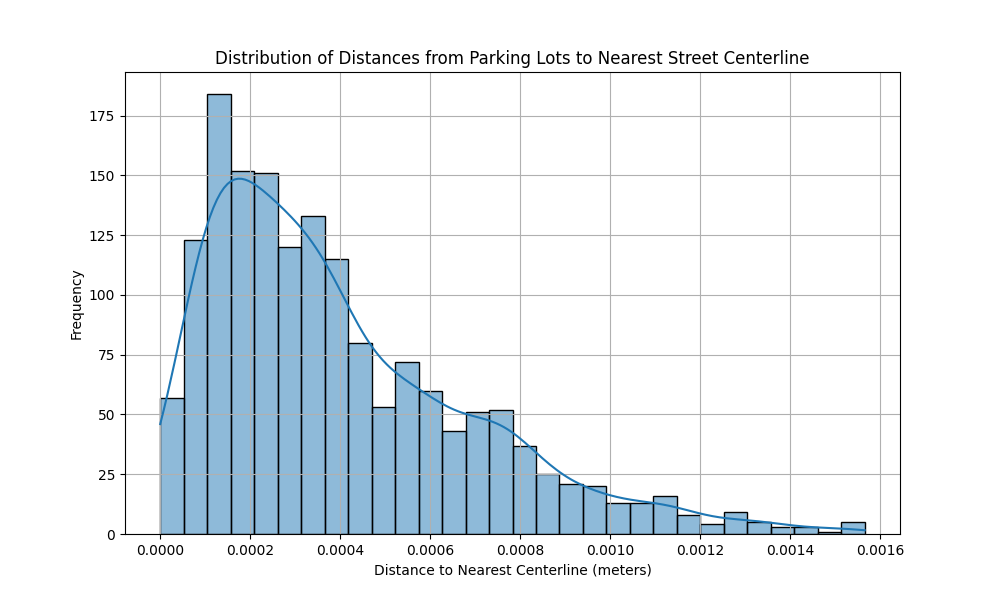 Distribution of Distances from Parking Lots to Nearest Street Centerline
175
150
125
100
75
50
25
0
Frequency
0.0000 0.0002 0.0004 0.0006 0.0008 0.0010 0.0012 0.0014 0.0016
Distance to Nearest Centerline (meters)